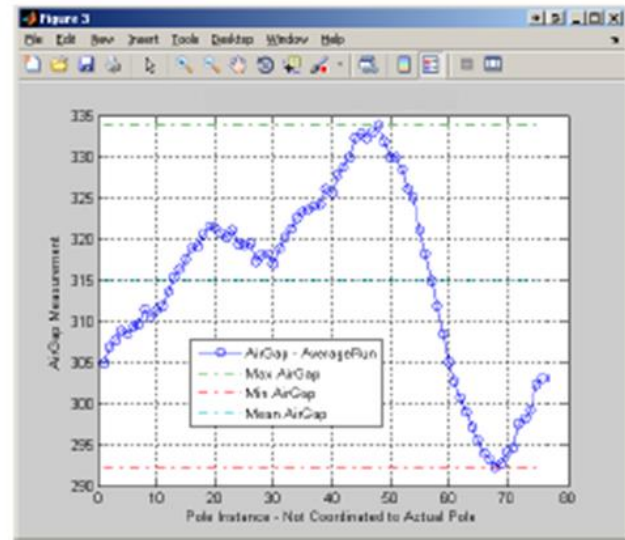 Figure 3
File Edit View Insert Tools Desktop Window Help
335
330
325
320
315
310
305
300
295
290
AirGap Measurement
AirGap - AverageRun
Max AirGap
Min AirGap
Mean AirGap
0 10 20 30 40 50 60 70 80
Pole Instance - Not Coordinated to Actual Pole